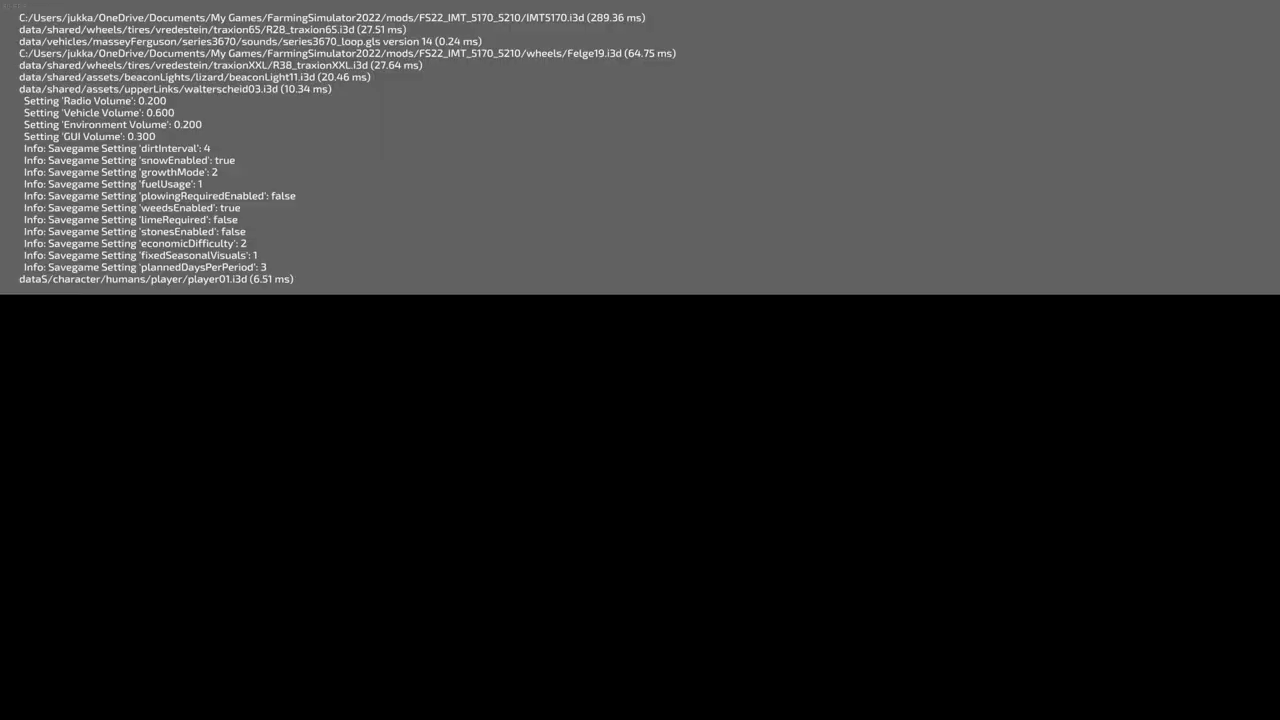 C:/Users/jukka/OneDrive/Documents/My Games/FarmingSimulator2022/mods/FS22_IMT_5170_5210/IMT5170.i3d (289.36 ms)
data/shared/wheels/tires/vredestein/traxion65/R28_traxion65.i3d (27.51 ms)
data/vehicles/masseyFerguson/series3670/sounds/series3670_loop.gls version 14 (0.24 ms)
C:/Users/jukka/OneDrive/Documents/My Games/FarmingSimulator2022/mods/FS22_IMT_5170_5210/wheels/Felge19.i3d (64.75 ms)
data/shared/wheels/tires/vredestein/traxionXXL/R38_traxionXXL.i3d (27.64 ms)
data/shared/assets/beaconLights/lizard/beaconLight11.i3d (20.46 ms)
data/shared/assets/upperLinks/walterscheid03.i3d (10.34 ms)
Setting 'Radio Volume': 0.200
Setting 'Vehicle Volume': 0.600
Setting 'Environment Volume': 0.200
Setting 'GUI Volume': 0.300
Info: Savegame Setting 'dirtInterval': 4
Info: Savegame Setting 'snowEnabled': true
Info: Savegame Setting 'growthMode': 2
Info: Savegame Setting 'fuelUsage': 1
Info: Savegame Setting 'plowingRequiredEnabled': false
Info: Savegame Setting 'weedsEnabled': true
Info: Savegame Setting 'limeRequired': false
Info: Savegame Setting 'stonesEnabled': false
Info: Savegame Setting 'economicDifficulty': 2
Info: Savegame Setting 'fixedSeasonalVisuals': 1
Info: Savegame Setting 'plannedDaysPerPeriod': 3
dataS/character/humans/player/player01.i3d (6.51 ms)